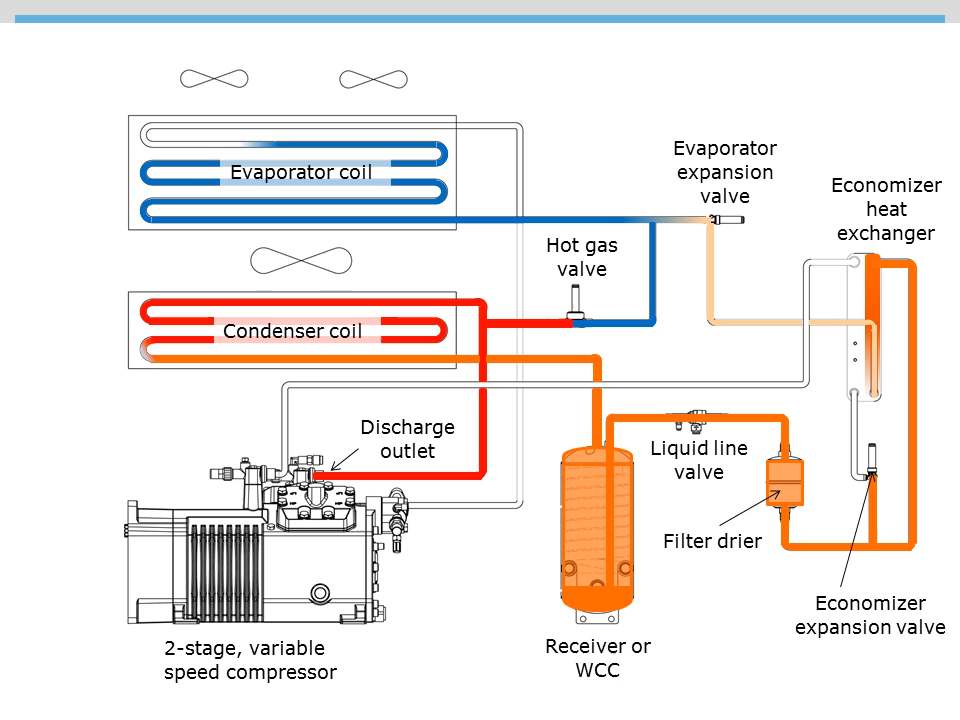 Evaporator
expansion
valve
Evaporator coil
Economizer
heat
exchanger
Hot gas
valve
Condenser coil
Discharge
outlet
Liquid line
valve
Filter drier
Economizer
expansion valve
2-stage, variable
speed compressor
Receiver or
WCC